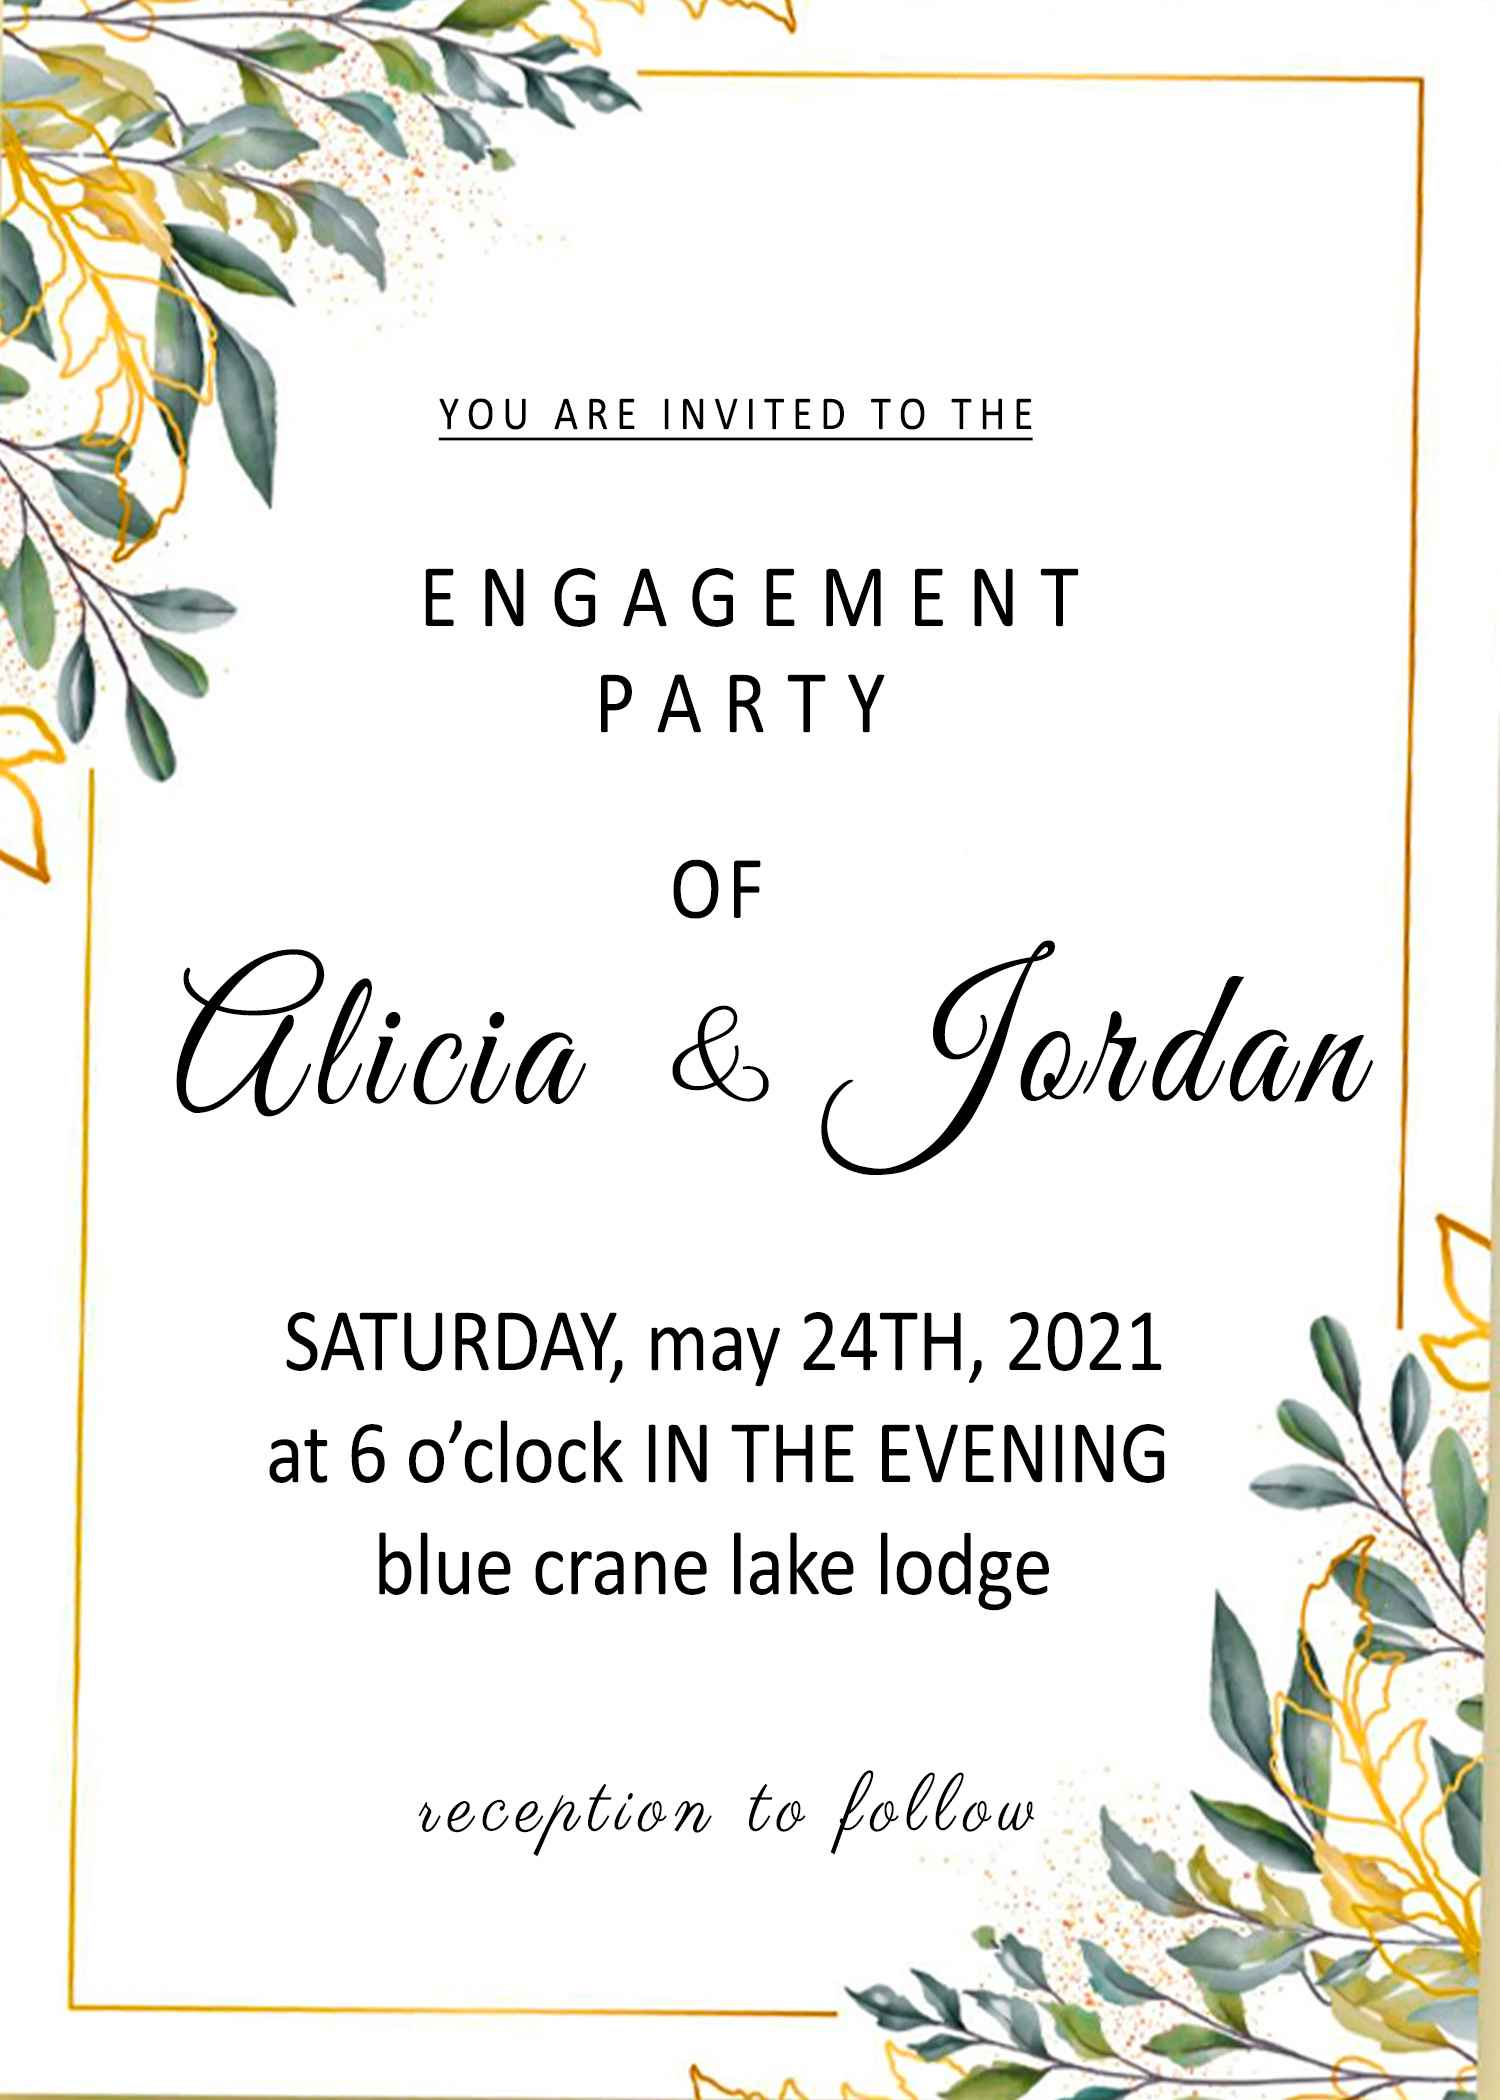 YOU ARE INVITED TO THE
ENGAGEMENT
PARTY
OF
Alicia & Jordan
SATURDAY, may 24TH, 2021
at 6 o’clock IN THE EVENING
blue crane lake lodge
reception to follow